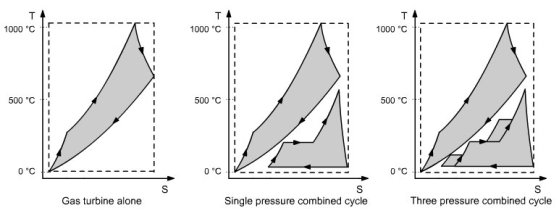 T
1000 °C
500 °C
0 °C
S
Gas turbine alone
T
1000 °C
500 °C
0 °C
S
Single pressure combined cycle
T
1000 °C
500 °C
0 °C
S
Three pressure combined cycle